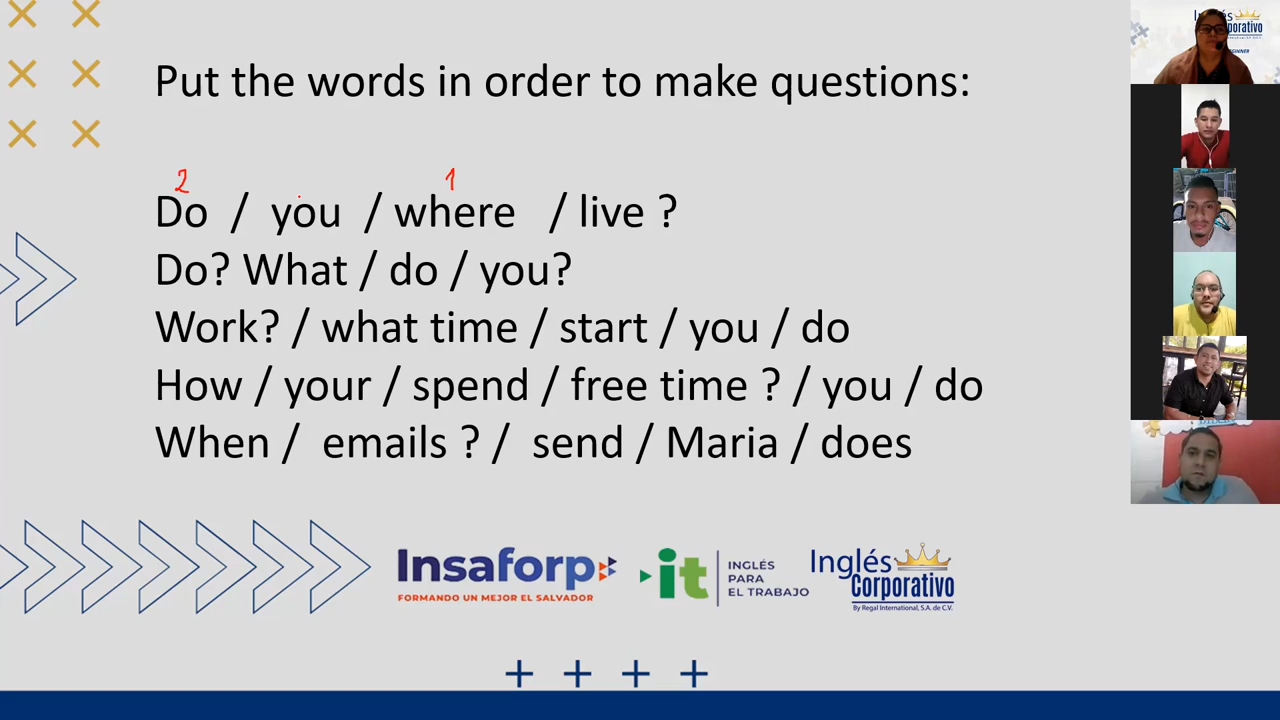 Put the words in order to make questions:
2 1
Do / you / where / live ?
Do? What / do / you?
Work? / what time / start / you / do
How / your / spend / free time ? / you / do
When / emails ? / send / Maria / does
Insaforp
FORMANDO UN MEJOR EL SALVADOR
it
INGLÉS
PARA
EL TRABAJO
Inglés
Corporativo
By Regal International, S.A. de C.V.
Inglés
porativo